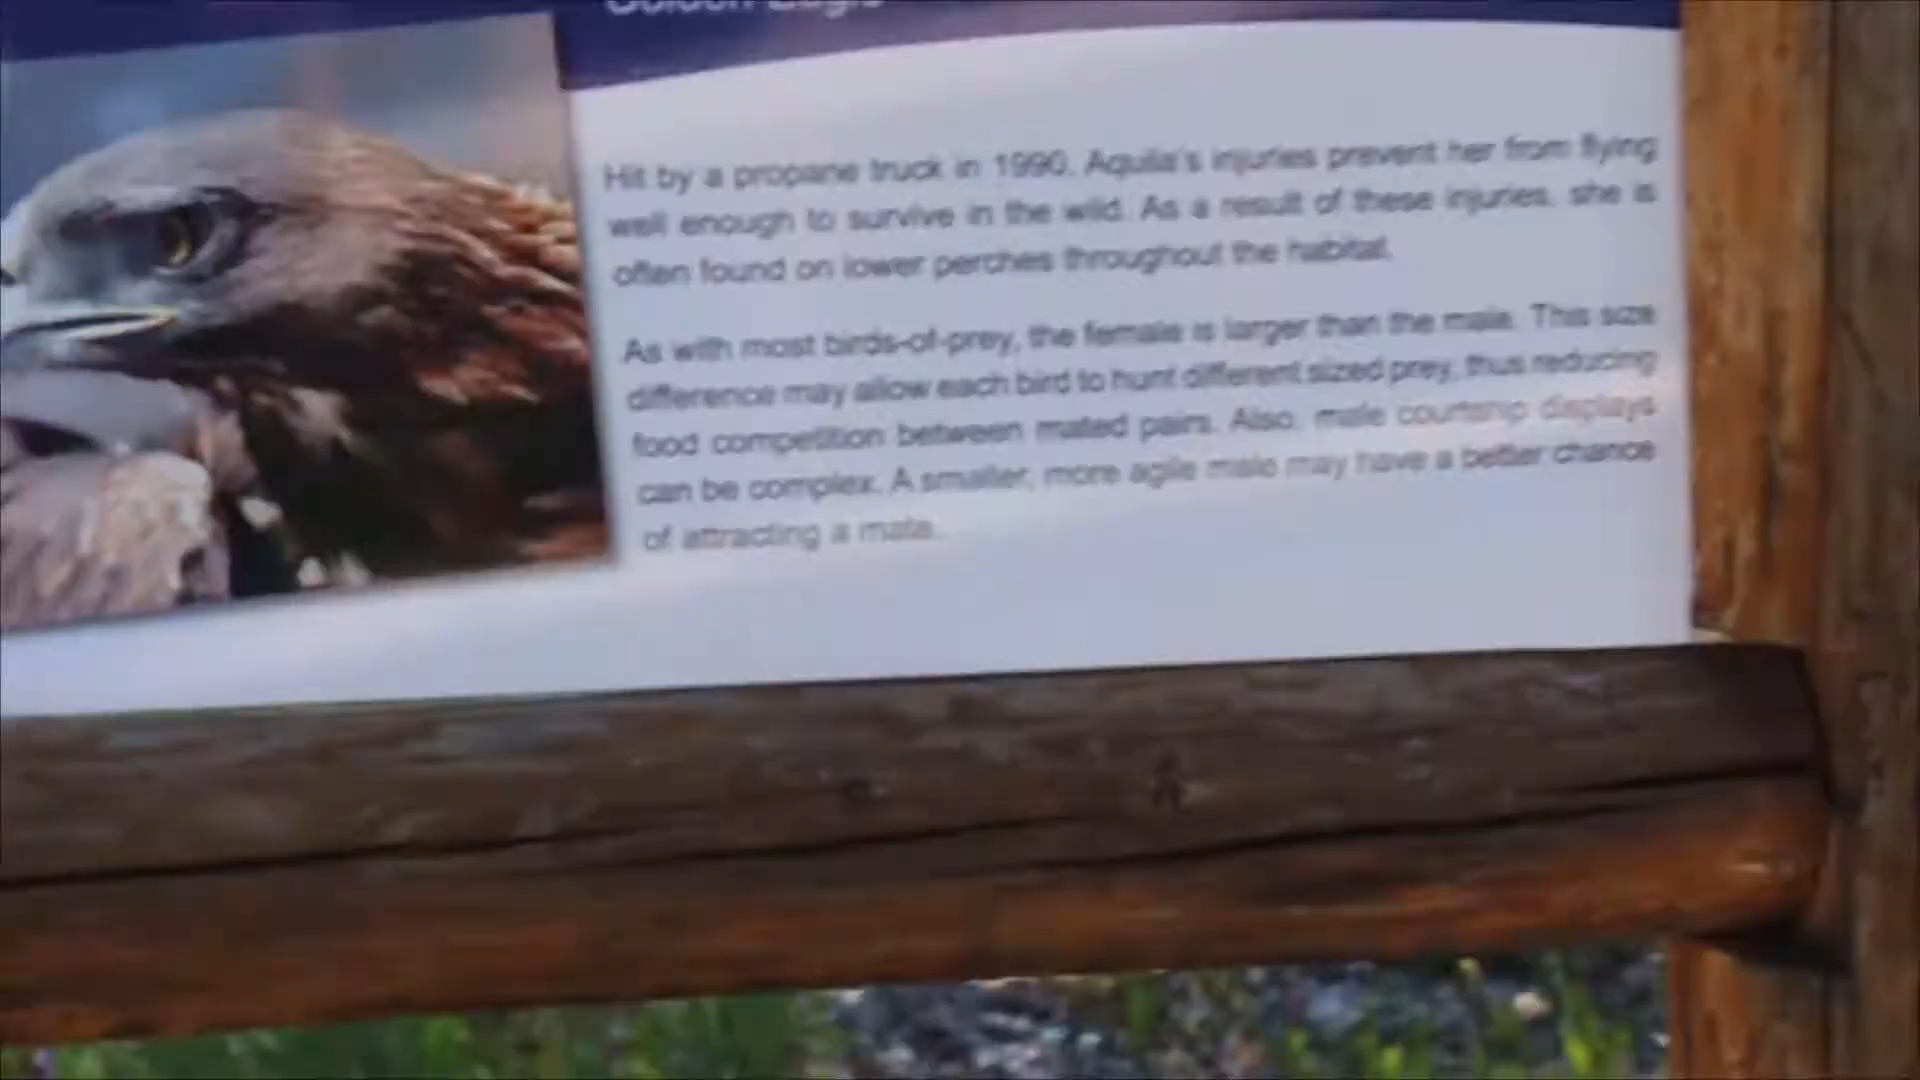 Golden Eagle
Hit by a propane truck in 1990, Aquila's injuries prevent her from flying
well enough to survive in the wild. As a result of these injuries, she is
often found on lower perches throughout the habitat.
As with most birds-of-prey, the female is larger than the male. This size
difference may allow each bird to hunt different sized prey, thus reducing
food competition between mated pairs. Also, male courtship displays
can be complex. A smaller, more agile male may have a better chance
of attracting a mate.